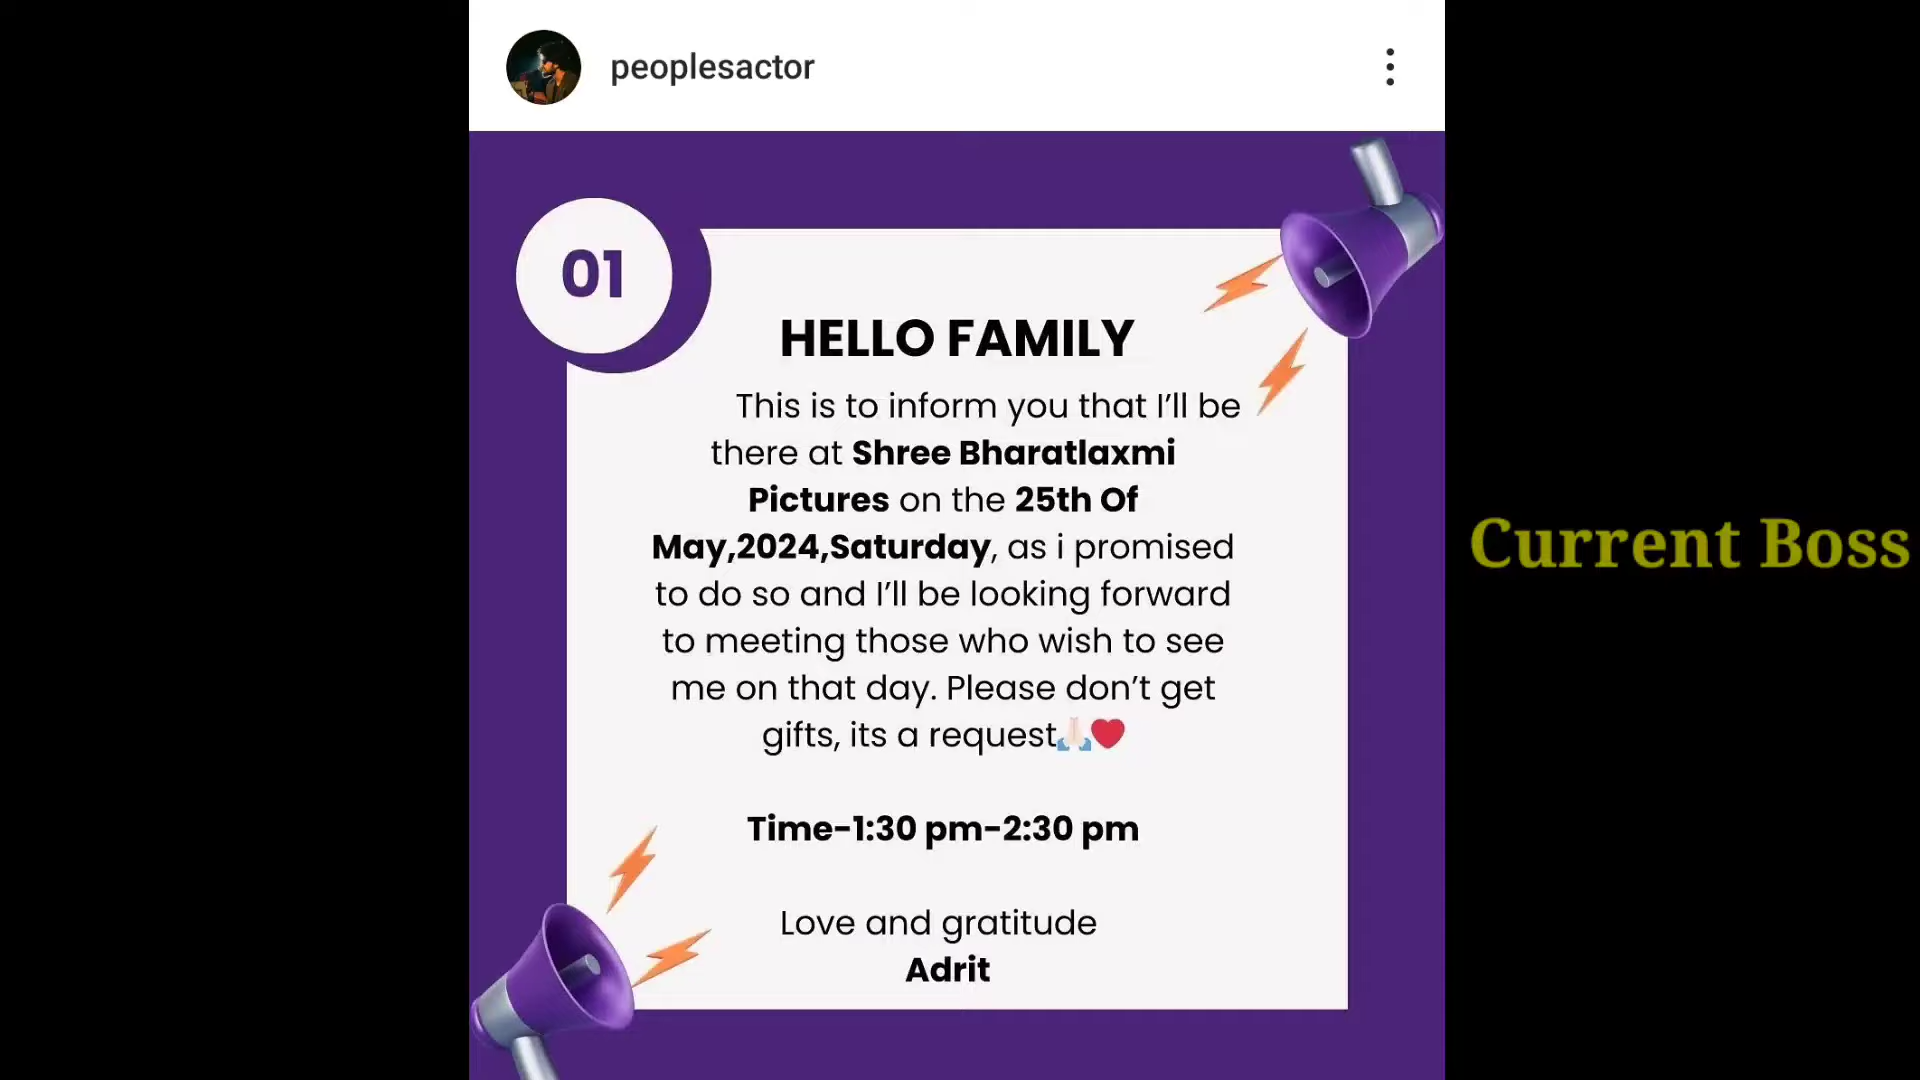 peoplesactor
01
HELLO FAMILY
This is to inform you that I’ll be
there at Shree Bharatlaxmi
Pictures on the 25th Of
May,2024,Saturday, as i promised
to do so and I’ll be looking forward
to meeting those who wish to see
me on that day. Please don’t get
gifts, its a request🙏🏻❤️
Time-1:30 pm-2:30 pm
Love and gratitude
Adrit
Current Boss